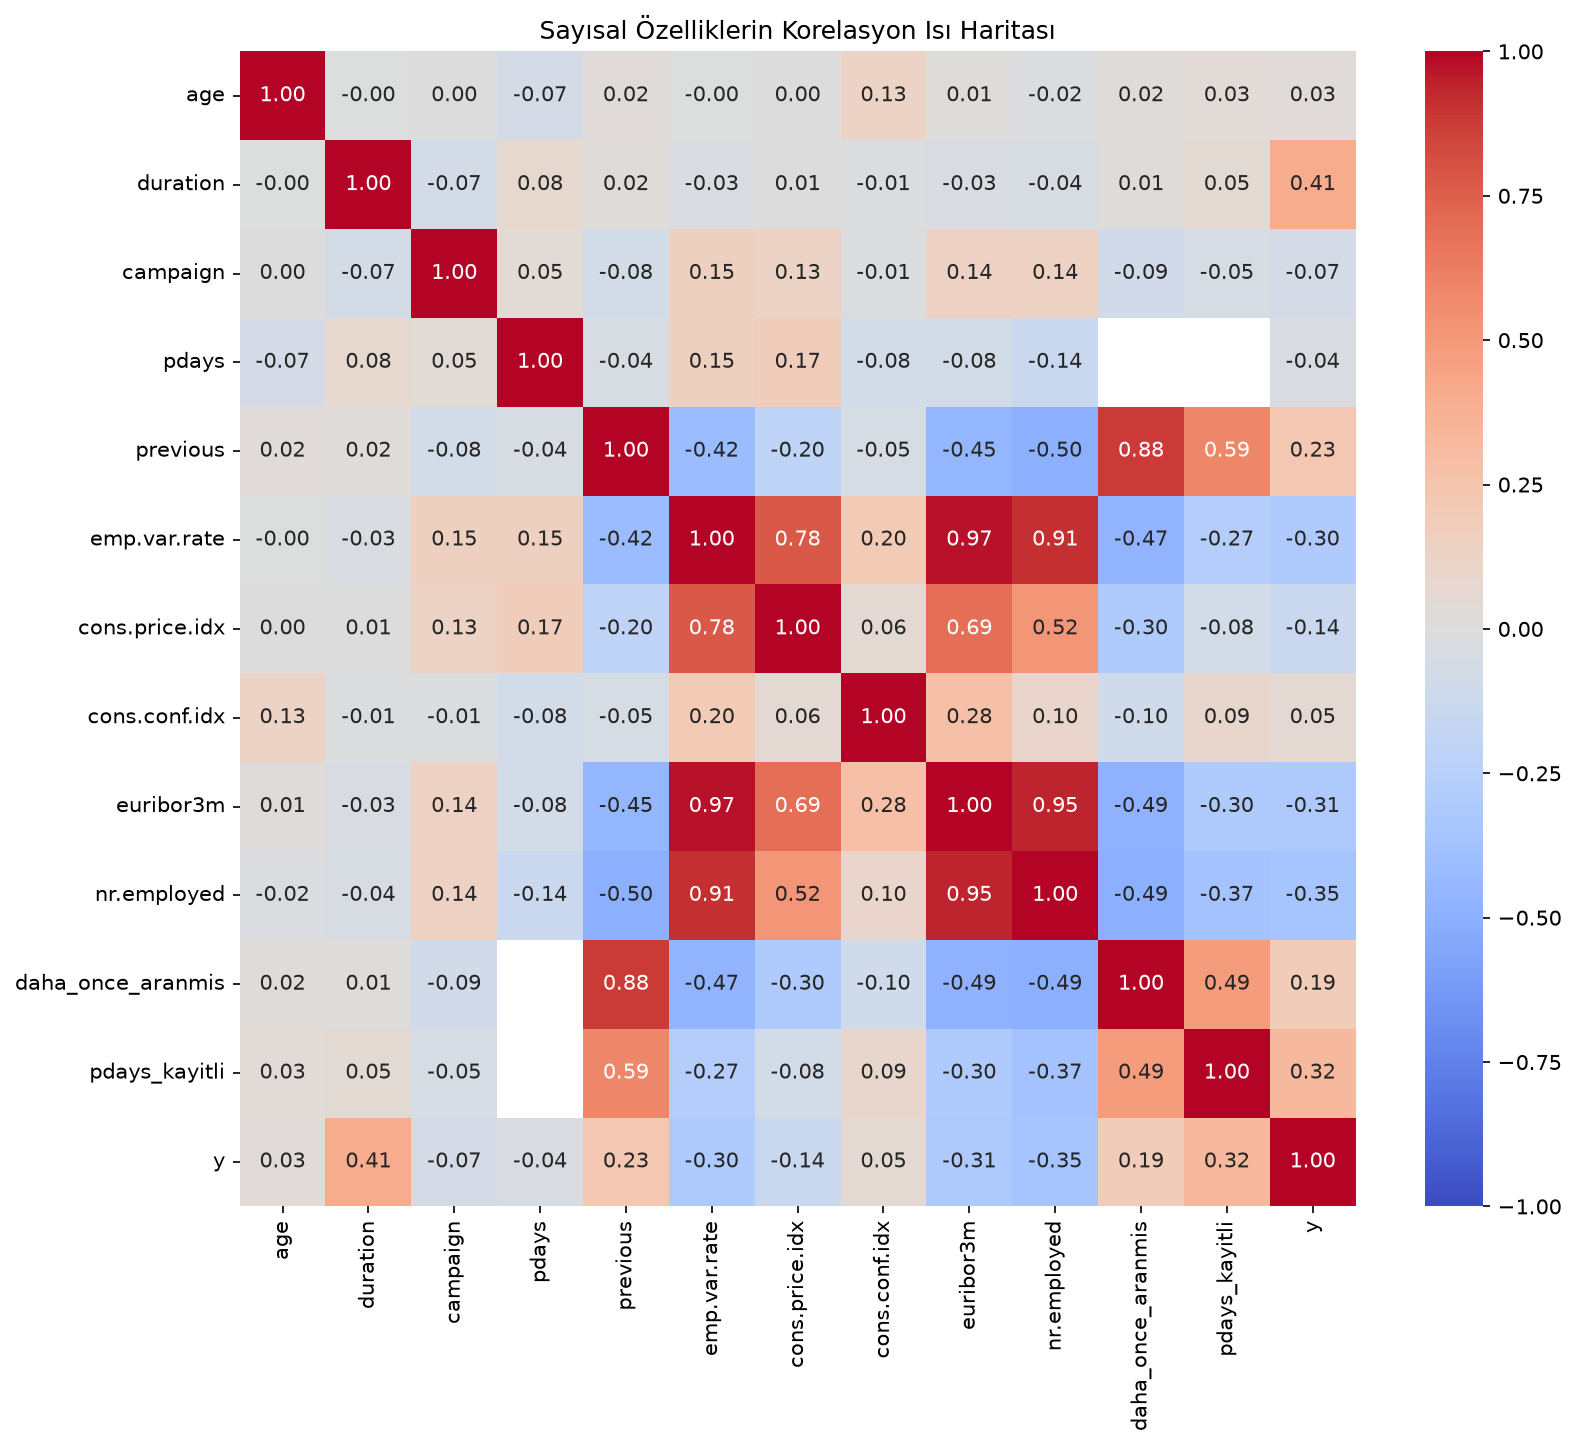 Sayısal Özelliklerin Korelasyon Isı Haritası
age 1.00 -0.00 0.00 -0.07 0.02 -0.00 0.00 0.13 0.01 -0.02 0.02 0.03 0.03
duration -0.00 1.00 -0.07 0.08 0.02 -0.03 0.01 -0.01 -0.03 -0.04 0.01 0.05 0.41
campaign 0.00 -0.07 1.00 0.05 -0.08 0.15 0.13 -0.01 0.14 0.14 -0.09 -0.05 -0.07
pdays -0.07 0.08 0.05 1.00 -0.04 0.15 0.17 -0.08 -0.08 -0.14 -0.04
previous 0.02 0.02 -0.08 -0.04 1.00 -0.42 -0.20 -0.05 -0.45 -0.50 0.88 0.59 0.23
emp.var.rate -0.00 -0.03 0.15 0.15 -0.42 1.00 0.78 0.20 0.97 0.91 -0.47 -0.27 -0.30
cons.price.idx 0.00 0.01 0.13 0.17 -0.20 0.78 1.00 0.06 0.69 0.52 -0.30 -0.08 -0.14
cons.conf.idx 0.13 -0.01 -0.01 -0.08 -0.05 0.20 0.06 1.00 0.28 0.10 -0.10 0.09 0.05
euribor3m 0.01 -0.03 0.14 -0.08 -0.45 0.97 0.69 0.28 1.00 0.95 -0.49 -0.30 -0.31
nr.employed -0.02 -0.04 0.14 -0.14 -0.50 0.91 0.52 0.10 0.95 1.00 -0.49 -0.37 -0.35
daha_once_aranmis 0.02 0.01 -0.09 0.88 -0.47 -0.30 -0.10 -0.49 -0.49 1.00 0.49 0.19
pdays_kayitli 0.03 0.05 -0.05 0.59 -0.27 -0.08 0.09 -0.30 -0.37 0.49 1.00 0.32
y 0.03 0.41 -0.07 -0.04 0.23 -0.30 -0.14 0.05 -0.31 -0.35 0.19 0.32 1.00
age
duration
campaign
pdays
previous
emp.var.rate
cons.price.idx
cons.conf.idx
euribor3m
nr.employed
daha_once_aranmis
pdays_kayitli
y
1.00
0.75
0.50
0.25
0.00
−0.25
−0.50
−0.75
−1.00